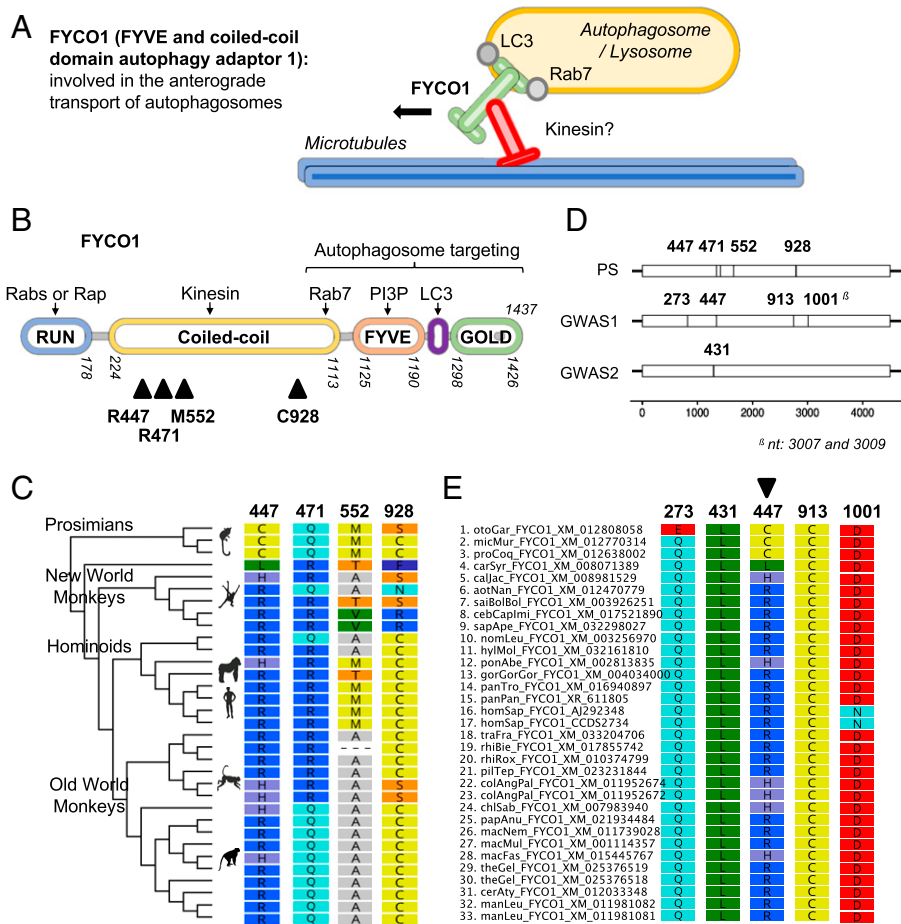 A
FYCO1 (FYVE and coiled-coil
domain autophagy adaptor 1):
involved in the anterograde
transport of autophagosomes
LC3
Autophagosome
/ Lysosome
Rab7
FYCO1
Kinesin?
Microtubules
B
FYCO1
Autophagosome targeting
Rabs or Rap
Kinesin
Rab7
PI3P
LC3
1437
RUN
Coiled-coil
FYVE
GOLD
178
224
1113
1125
1190
1298
1426
R447
R471
M552
C928
D
447 471 552 928
PS
273 447 913 1001 ß
GWAS1
431
GWAS2
0 1000 2000 3000 4000
ß nt: 3007 and 3009
C
447 471 552 928
Prosimians
New World
Monkeys
Hominoids
Old World
Monkeys
C Q M S
C Q M C
C Q M C
L R T F
H R A S
R Q A N
R R T S
R R V R
R R V R
R Q A C
R R A C
H R M C
R R T C
R R M C
R R M C
R R M C
R R M C
R R A C
R R --- C
R R A C
R R A C
H R A S
H R A S
H Q A C
R Q A C
R Q A C
R Q A C
H Q A C
R Q A C
R Q A C
R Q A C
R Q A C
R Q A C
E
273 431 447 913 1001
1. otoGar_FYCO1_XM_012808058 E L C C D
2. micMur_FYCO1_XM_012770314 Q L C C D
3. proCoq_FYCO1_XM_012638002 Q L C C D
4. carSyr_FYCO1_XM_008071389 Q L L C D
5. calJac_FYCO1_XM_008981529 Q L H C D
6. aotNan_FYCO1_XM_012470779 Q L R C D
7. saiBolBol_FYCO1_XM_003926251 Q L R C D
8. cebCapImi_FYCO1_XM_017521890 Q L R C D
9. sapApe_FYCO1_XM_032298027 Q L R C D
10. nomLeu_FYCO1_XM_003256970 Q L R C D
11. hylMol_FYCO1_XM_032161810 Q L R C D
12. ponAbe_FYCO1_XM_002813835 Q L H C D
13. gorGorGor_FYCO1_XM_004034000 Q L R C D
14. panTro_FYCO1_XM_016940897 Q L R C D
15. panPan_FYCO1_XR_611805 Q L R C D
16. homSap_FYCO1_AJ292348 Q L R C N
17. homSap_FYCO1_CCDS2734 Q L R C N
18. traFra_FYCO1_XM_033204706 Q L R C D
19. rhiBie_FYCO1_XM_017855742 Q L R C D
20. rhiRox_FYCO1_XM_010374799 Q L R C D
21. pilTep_FYCO1_XM_023231844 Q L R C D
22. colAngPal_FYCO1_XM_011952674 Q L H C D
23. colAngPal_FYCO1_XM_011952672 Q L H C D
24. chlSab_FYCO1_XM_007983940 Q L H C D
25. papAnu_FYCO1_XM_021934484 Q L R C D
26. macNem_FYCO1_XM_011739028 Q L R C D
27. macMul_FYCO1_XM_001114357 Q L R C D
28. macFas_FYCO1_XM_015445767 Q L H C D
29. theGel_FYCO1_XM_025376519 Q L R C D
30. theGel_FYCO1_XM_025376518 Q L R C D
31. cerAty_FYCO1_XM_012033348 Q L R C D
32. manLeu_FYCO1_XM_011981082 Q L R C D
33. manLeu_FYCO1_XM_011981081 Q L R C D